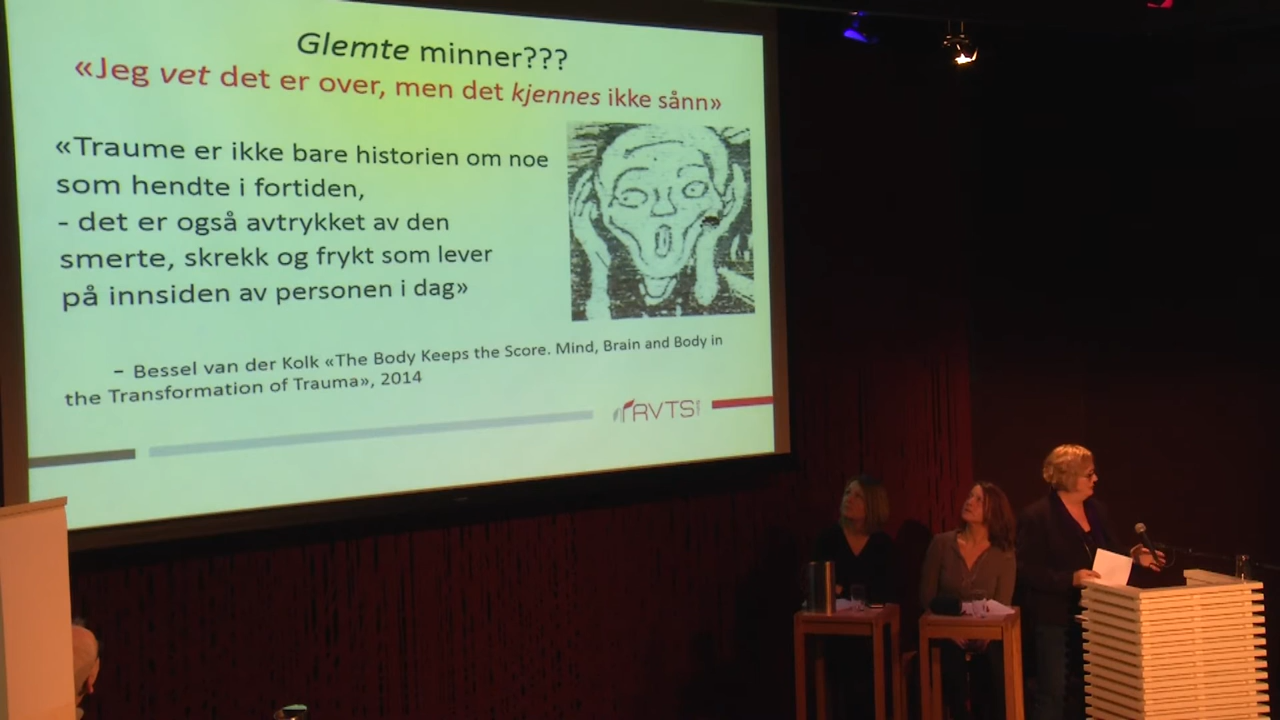 Glemte minner???
«Jeg vet det er over, men det kjennes ikke sånn»
«Traume er ikke bare historien om noe
som hendte i fortiden,
- det er også avtrykket av den
smerte, skrekk og frykt som lever
på innsiden av personen i dag»
– Bessel van der Kolk «The Body Keeps the Score. Mind, Brain and Body in
the Transformation of Trauma», 2014
RVTS